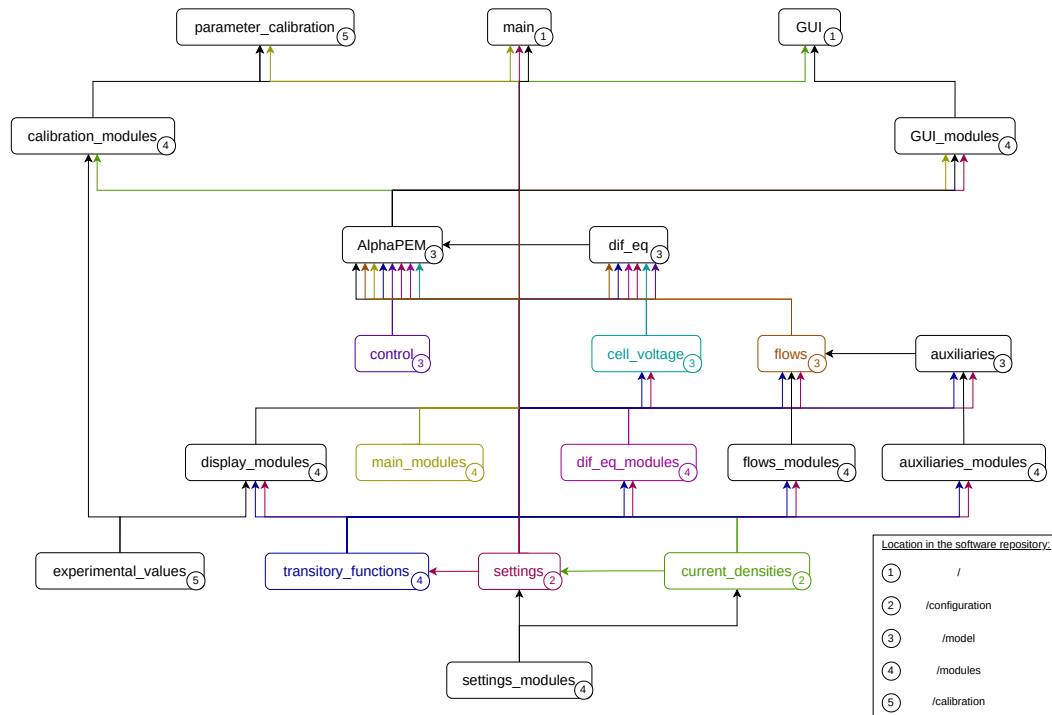 parameter_calibration 5
main 1
GUI 1
calibration_modules 4
GUI_modules 4
AlphaPEM 3
dif_eq 3
control 3
cell_voltage 3
flows 3
auxiliaries 3
display_modules 4
main_modules 4
dif_eq_modules 4
flows_modules 4
auxiliaries_modules 4
experimental_values 5
transitory_functions 4
settings 2
current_densities 2
settings_modules 4
Location in the software repository:
1 /
2 /configuration
3 /model
4 /modules
5 /calibration